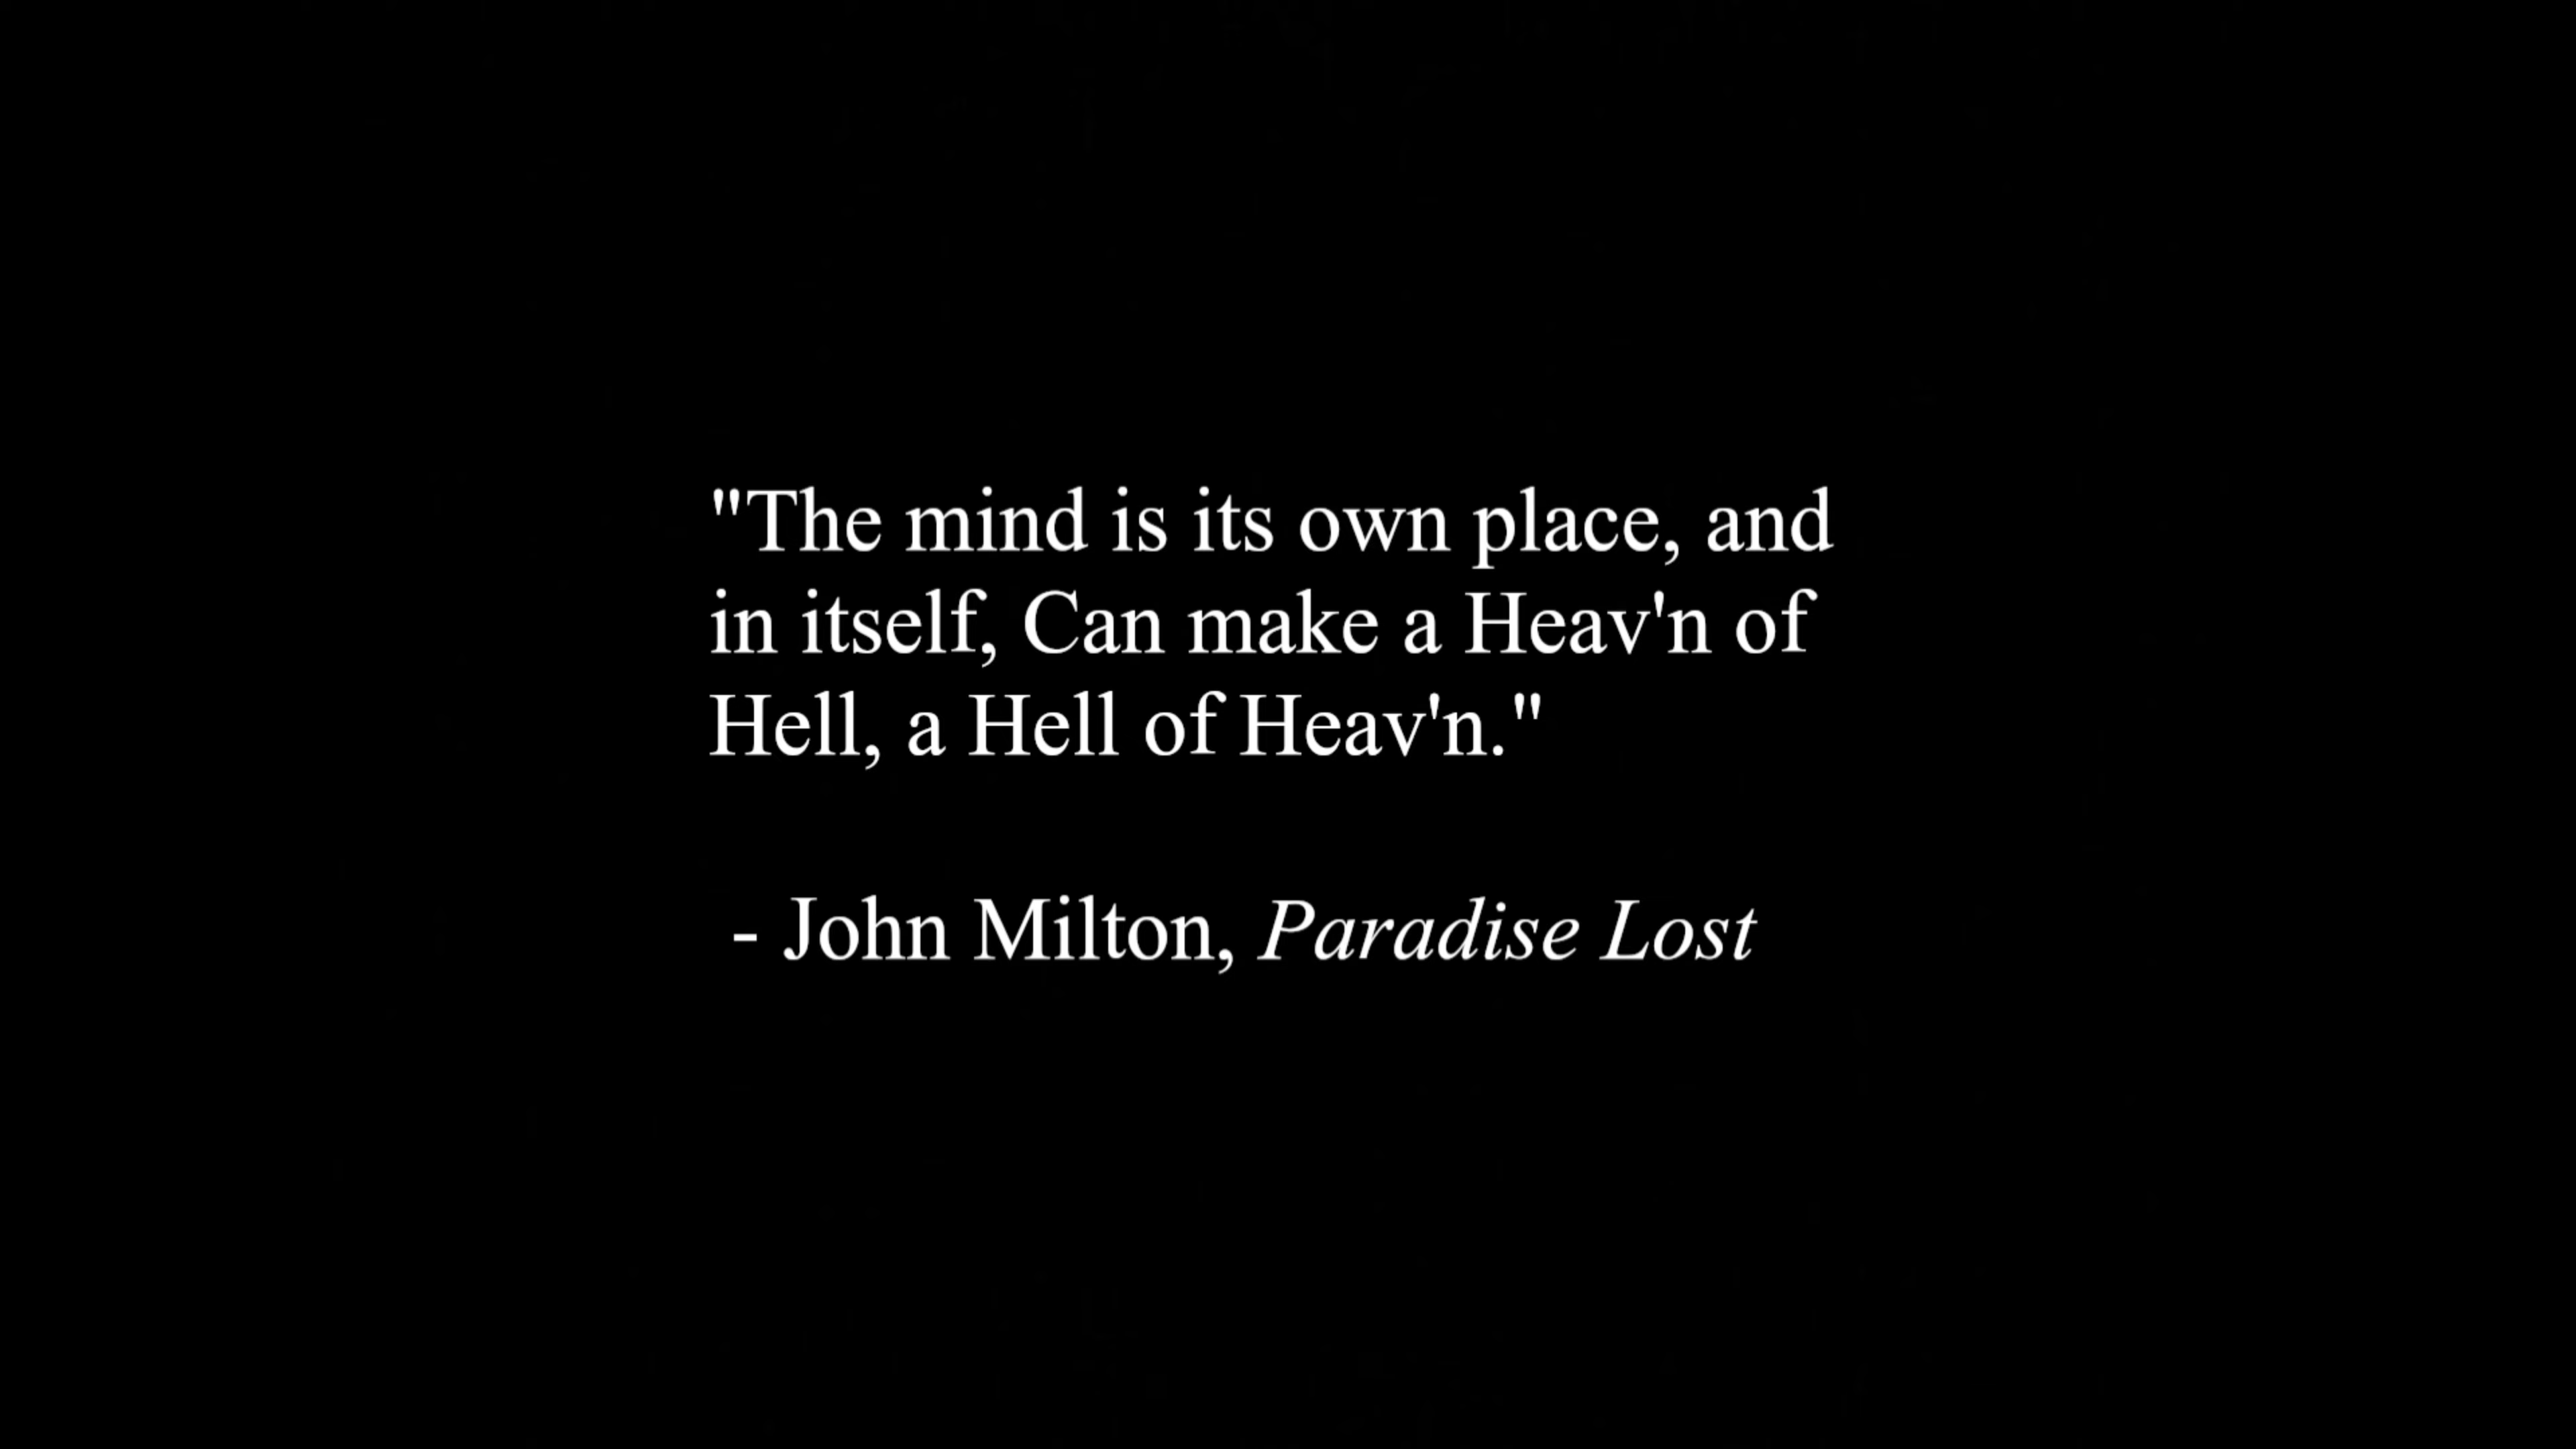 "The mind is its own place, and
in itself, Can make a Heav'n of
Hell, a Hell of Heav'n."
- John Milton, Paradise Lost